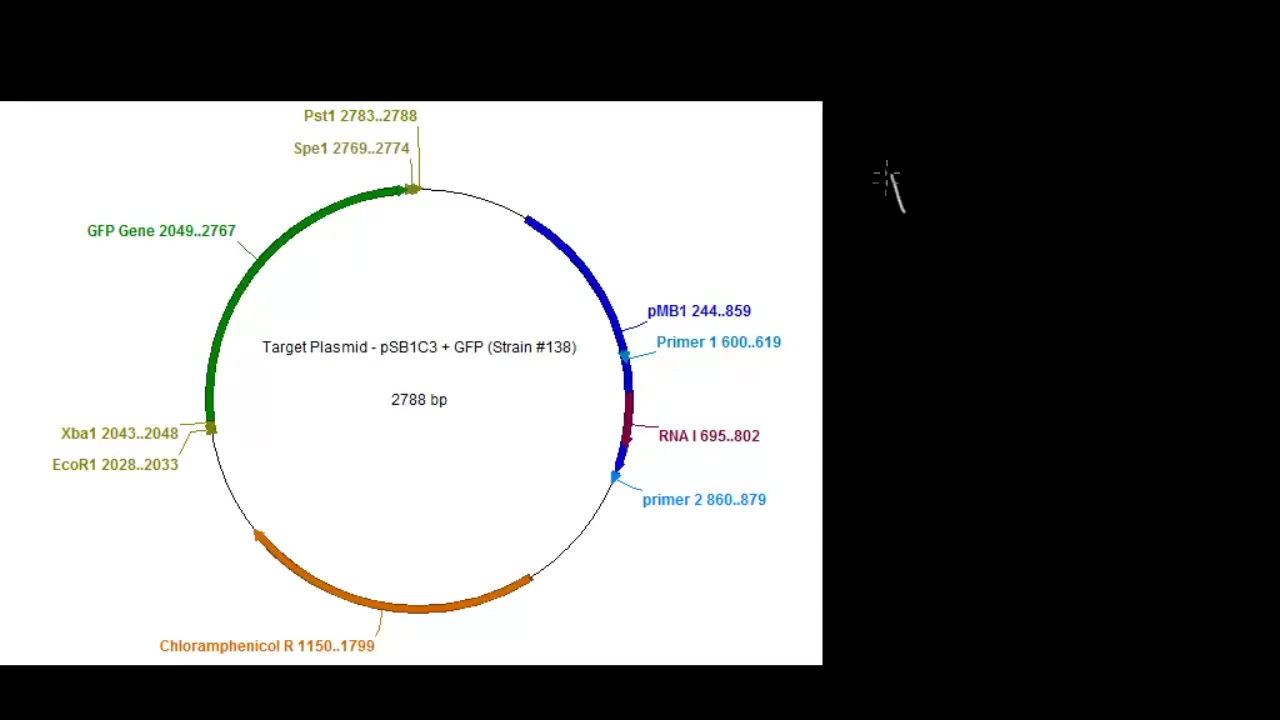 Pst1 2783..2788
Spe1 2769..2774
GFP Gene 2049..2767
pMB1 244..859
Primer 1 600..619
Target Plasmid - pSB1C3 + GFP (Strain #138)
2788 bp
Xba1 2043..2048
RNA I 695..802
EcoR1 2028..2033
primer 2 860..879
Chloramphenicol R 1150..1799